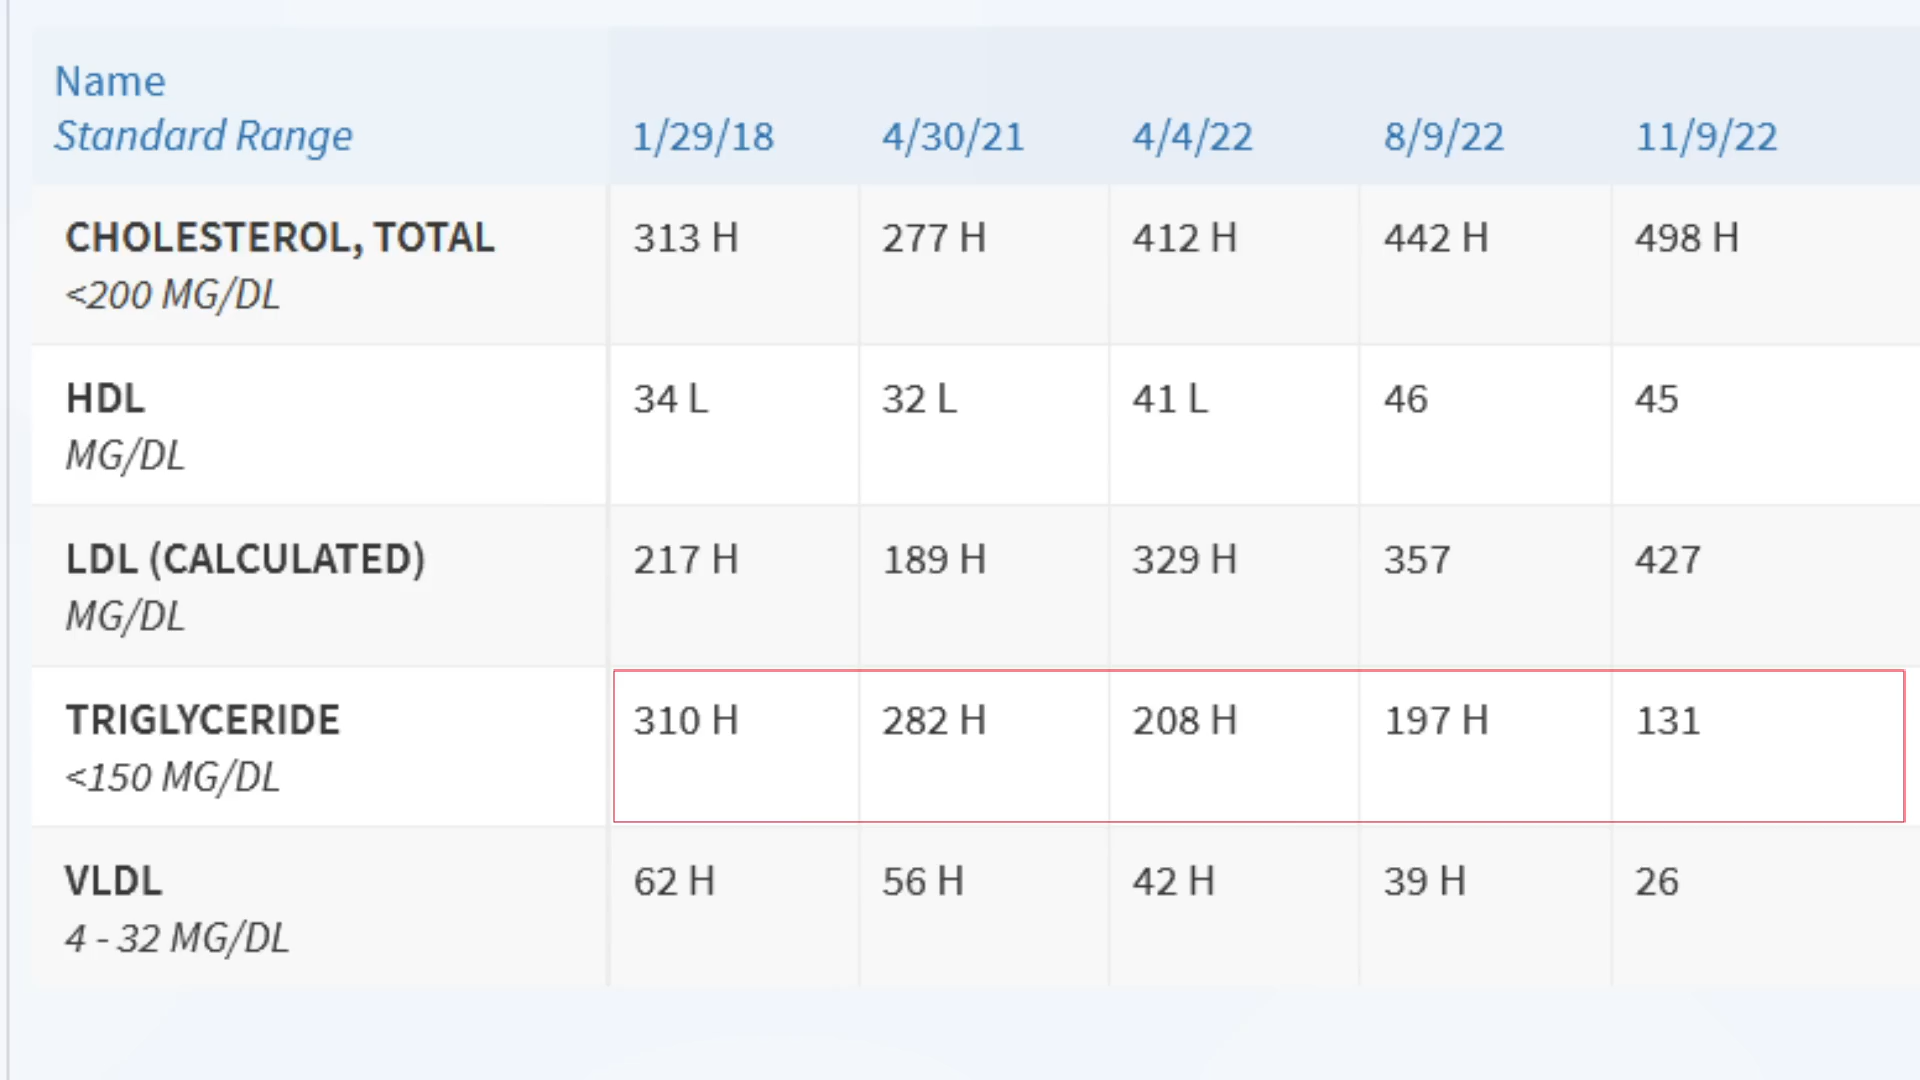 Name
Standard Range 1/29/18 4/30/21 4/4/22 8/9/22 11/9/22
CHOLESTEROL, TOTAL 313 H 277 H 412 H 442 H 498 H
<200 MG/DL
HDL 34 L 32 L 41 L 46 45
MG/DL
LDL (CALCULATED) 217 H 189 H 329 H 357 427
MG/DL
TRIGLYCERIDE 310 H 282 H 208 H 197 H 131
<150 MG/DL
VLDL 62 H 56 H 42 H 39 H 26
4 - 32 MG/DL